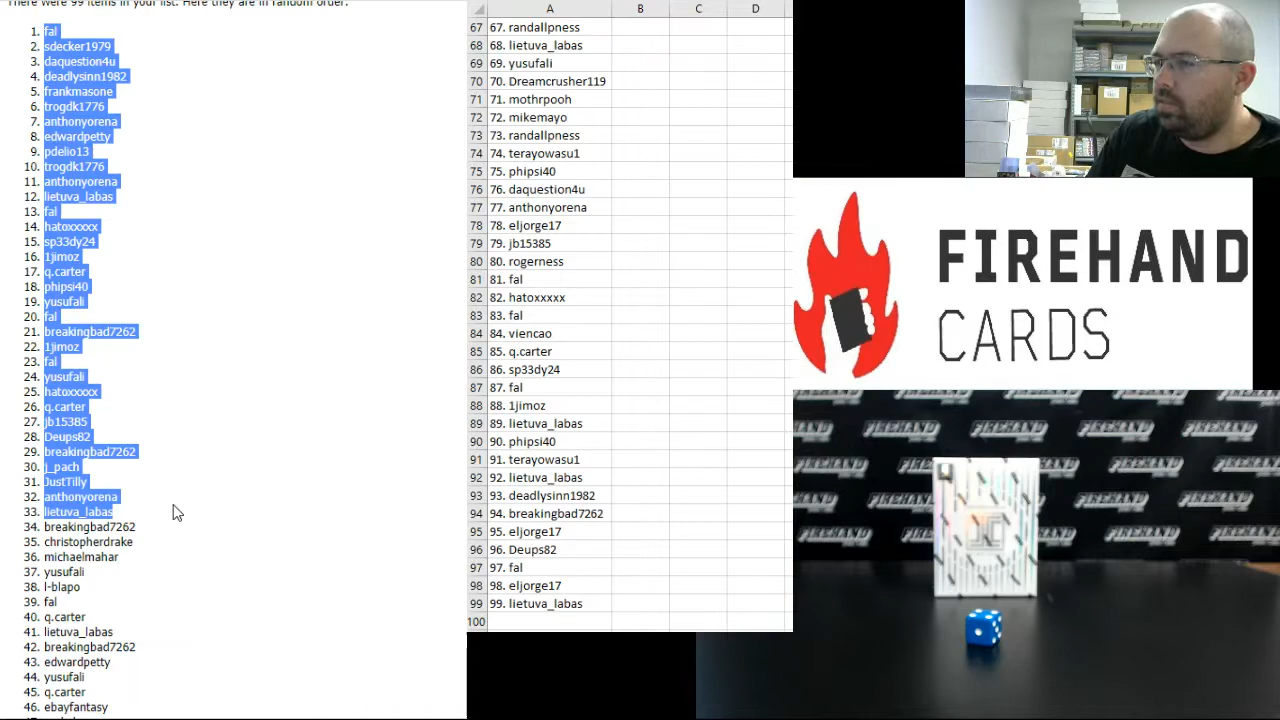 There were 99 items in your list. Here they are in random order:
1. fal
2. sdecker1979
3. daquestion4u
4. deadlysinn1982
5. frankmasone
6. trogdk1776
7. anthonyorena
8. edwardpetty
9. pdelio13
10. trogdk1776
11. anthonyorena
12. lietuva_labas
13. fal
14. hatoxxxxx
15. sp33dy24
16. 1jimoz
17. q.carter
18. phipsi40
19. yusufali
20. fal
21. breakingbad7262
22. 1jimoz
23. fal
24. yusufali
25. hatoxxxxx
26. q.carter
27. jb15385
28. Deups82
29. breakingbad7262
30. j_pach
31. JustTilly
32. anthonyorena
33. lietuva_labas
34. breakingbad7262
35. christopherdrake
36. michaelmahar
37. yusufali
38. l-blapo
39. fal
40. q.carter
41. lietuva_labas
42. breakingbad7262
43. edwardpetty
44. yusufali
45. q.carter
46. ebayfantasy
A B C D
67 67. randallpness
68 68. lietuva_labas
69 69. yusufali
70 70. Dreamcrusher119
71 71. mothrpooh
72 72. mikemayo
73 73. randallpness
74 74. terayowasu1
75 75. phipsi40
76 76. daquestion4u
77 77. anthonyorena
78 78. eljorge17
79 79. jb15385
80 80. rogerness
81 81. fal
82 82. hatoxxxxx
83 83. fal
84 84. viencao
85 85. q.carter
86 86. sp33dy24
87 87. fal
88 88. 1jimoz
89 89. lietuva_labas
90 90. phipsi40
91 91. terayowasu1
92 92. lietuva_labas
93 93. deadlysinn1982
94 94. breakingbad7262
95 95. eljorge17
96 96. Deups82
97 97. fal
98 98. eljorge17
99 99. lietuva_labas
100
FIREHAND
CARDS
FIREHAND